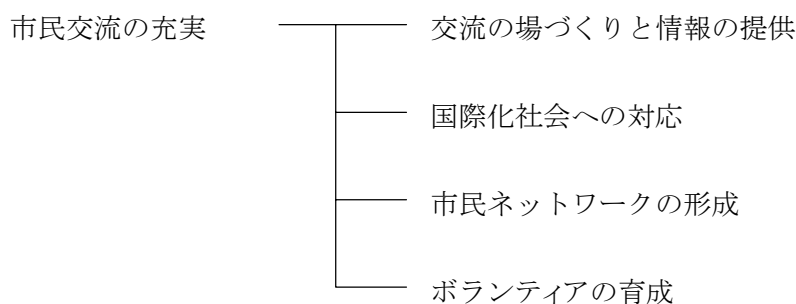 市民交流の充実
交流の場づくりと情報の提供
国際化社会への対応
市民ネットワークの形成
ボランティアの育成